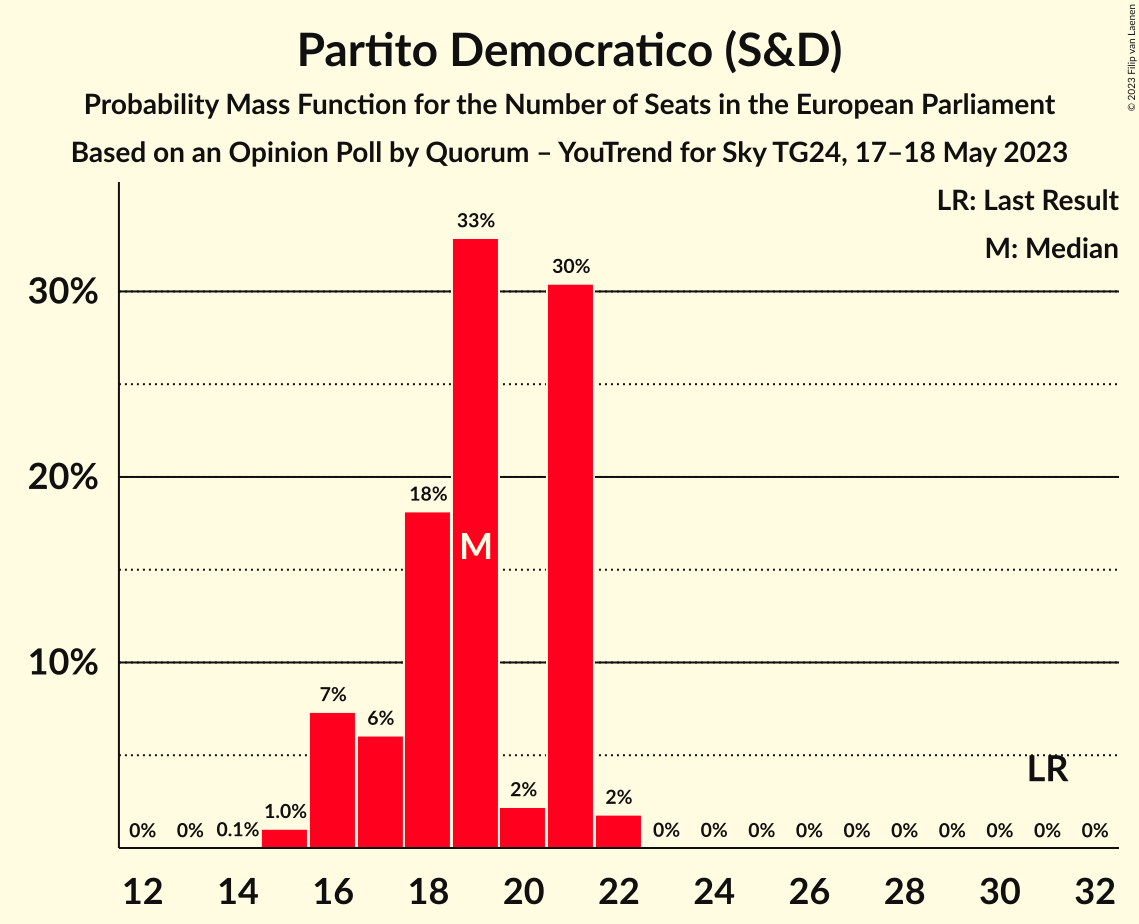 Partito Democratico (S&D)
Probability Mass Function for the Number of Seats in the European Parliament
Based on an Opinion Poll by Quorum – YouTrend for Sky TG24, 17–18 May 2023
© 2023 Filip van Laenen
LR: Last Result
M: Median
30%
20%
10%
0% 0% 0.1% 1.0% 7% 6% 18% 33% 2% 30% 2% 0% 0% 0% 0% 0% 0% 0% 0% 0% 0%
M
LR
12 14 16 18 20 22 24 26 28 30 32